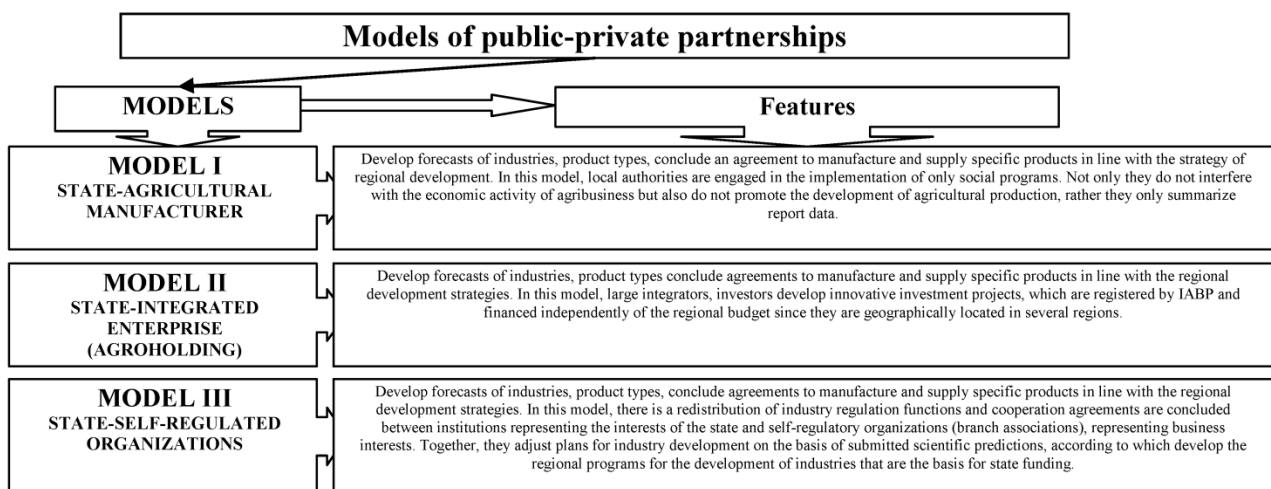 Models of public-private partnerships
MODELS
Features
MODEL I
STATE-AGRICULTURAL
MANUFACTURER
Develop forecasts of industries, product types, conclude an agreement to manufacture and supply specific products in line with the strategy of
regional development. In this model, local authorities are engaged in the implementation of only social programs. Not only they do not interfere
with the economic activity of agribusiness but also do not promote the development of agricultural production, rather they only summarize
report data.
MODEL II
STATE-INTEGRATED
ENTERPRISE
(AGROHOLDING)
Develop forecasts of industries, product types conclude agreements to manufacture and supply specific products in line with the regional
development strategies. In this model, large integrators, investors develop innovative investment projects, which are registered by IABP and
financed independently of the regional budget since they are geographically located in several regions.
MODEL III
STATE-SELF-REGULATED
ORGANIZATIONS
Develop forecasts of industries, product types, conclude agreements to manufacture and supply specific products in line with the regional
development strategies. In this model, there is a redistribution of industry regulation functions and cooperation agreements are concluded
between institutions representing the interests of the state and self-regulatory organizations (branch associations), representing business
interests. Together, they adjust plans for industry development on the basis of submitted scientific predictions, according to which develop the
regional programs for the development of industries that are the basis for state funding.